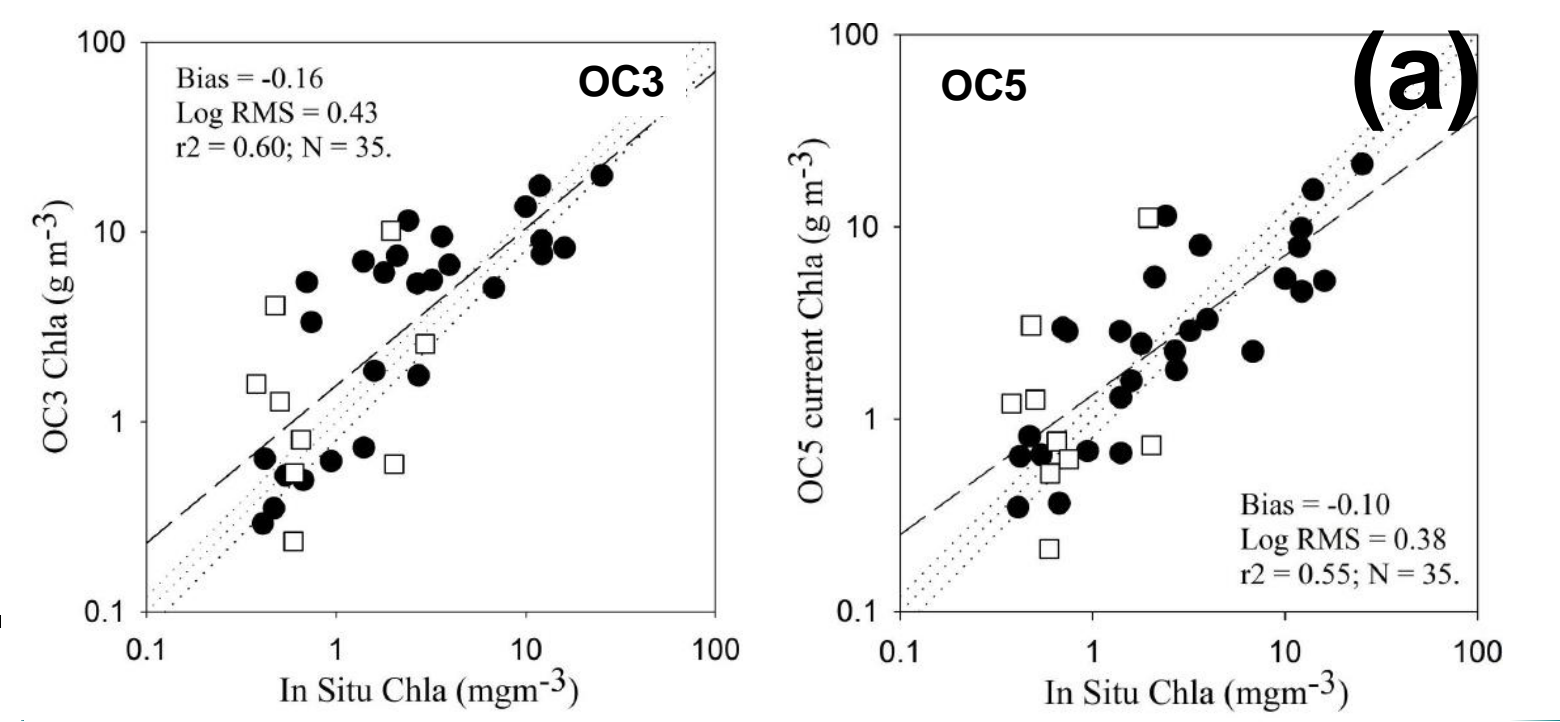 100
10
1
0.1
OC3 Chla (g m-3)
Bias = -0.16
Log RMS = 0.43
r2 = 0.60; N = 35.
OC3
0.1 1 10 100
In Situ Chla (mgm-3)
100
10
1
0.1
OC5 current Chla (g m-3)
OC5
(a)
Bias = -0.10
Log RMS = 0.38
r2 = 0.55; N = 35.
0.1 1 10 100
In Situ Chla (mgm-3)